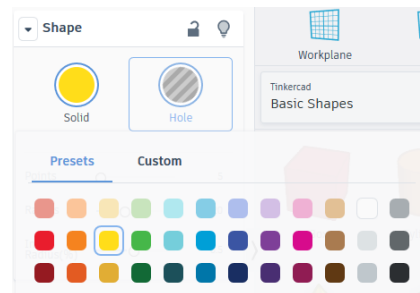 Shape
Workplane
Tinkercad
Basic Shapes
Solid
Hole
Presets
Custom